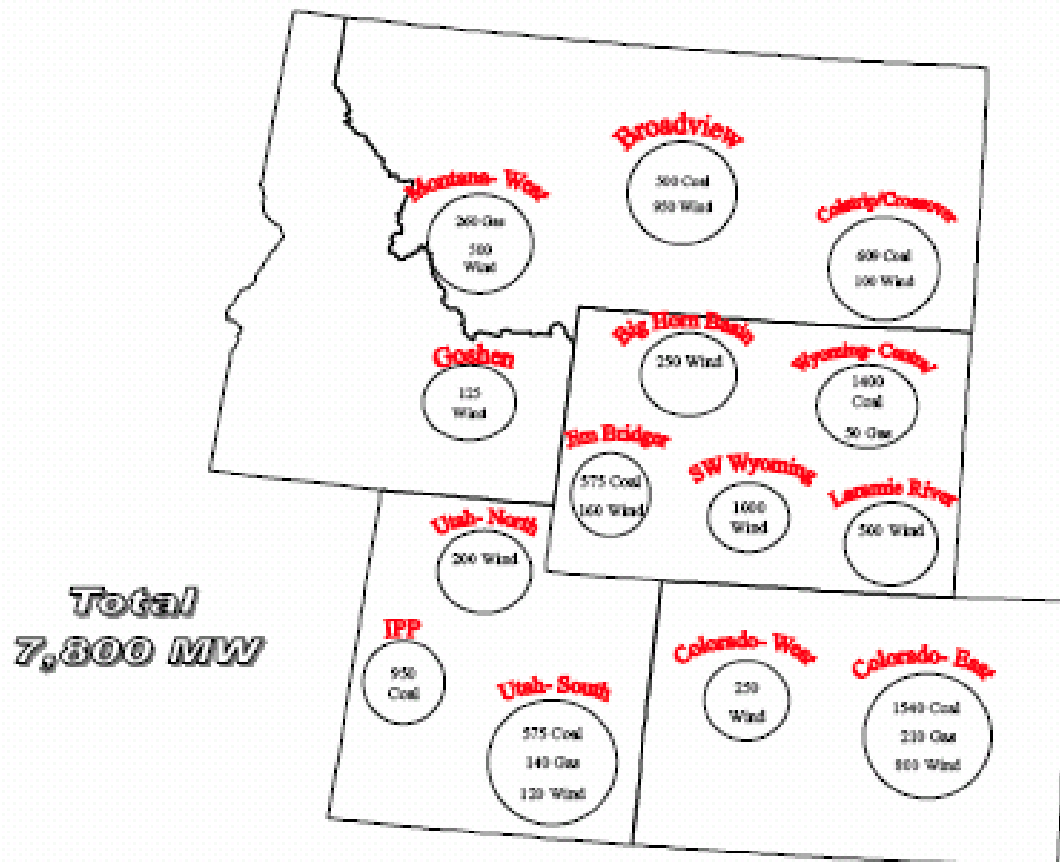 Broadview
500 Coal
950 Wind
Montana- West
260 Gas
500
Wind
Colstrip/Crossover
600 Coal
100 Wind
Big Horn Basin
250 Wind
Wyoming- Central
1400
Coal
50 Gas
Goshen
125
Wind
Jim Bridger
575 Coal
160 Wind
SW Wyoming
1000
Wind
Laramie River
500 Wind
Utah- North
200 Wind
Total
7,800 MW
IPP
950
Coal
Utah- South
575 Coal
140 Gas
120 Wind
Colorado- West
250
Wind
Colorado- East
1540 Coal
210 Gas
800 Wind